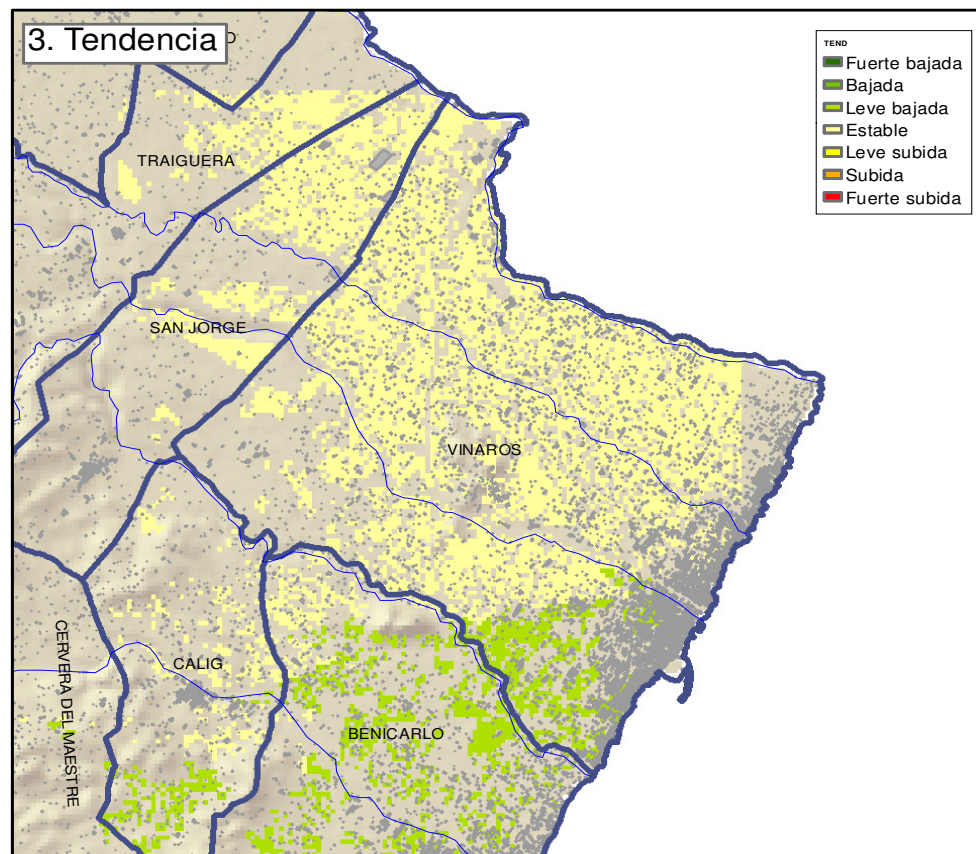 3. Tendencia
TEND
Fuerte bajada
Bajada
Leve bajada
Estable
Leve subida
Subida
Fuerte subida
TRAIGUERA
SAN JORGE
VINAROS
CALIG
CERVERA DEL MAESTRE
BENICARLO